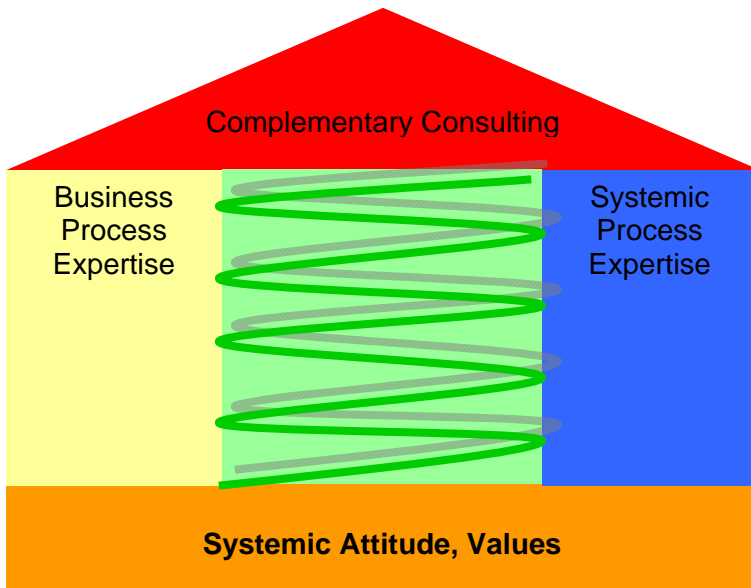 Complementary Consulting
Business
Process
Expertise
Systemic
Process
Expertise
Systemic Attitude, Values